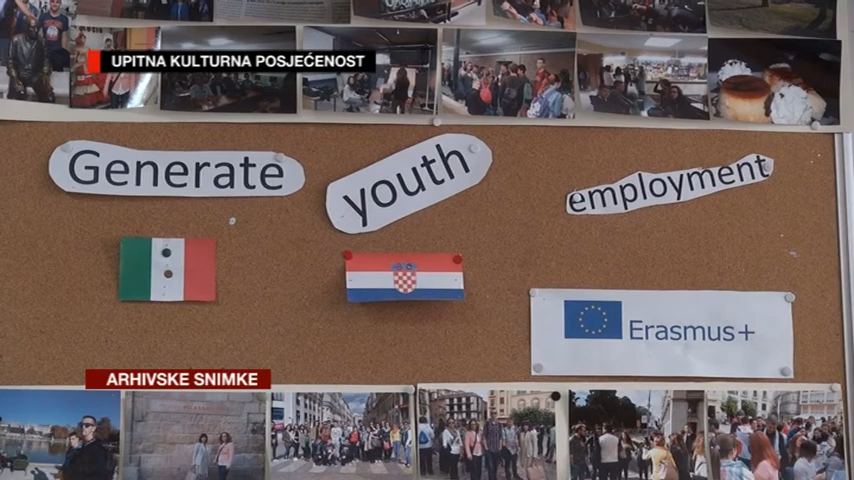 UPITNA KULTURNA POSJEĆENOST
Generate youth employment
Erasmus+
ARHIVSKE SNIMKE